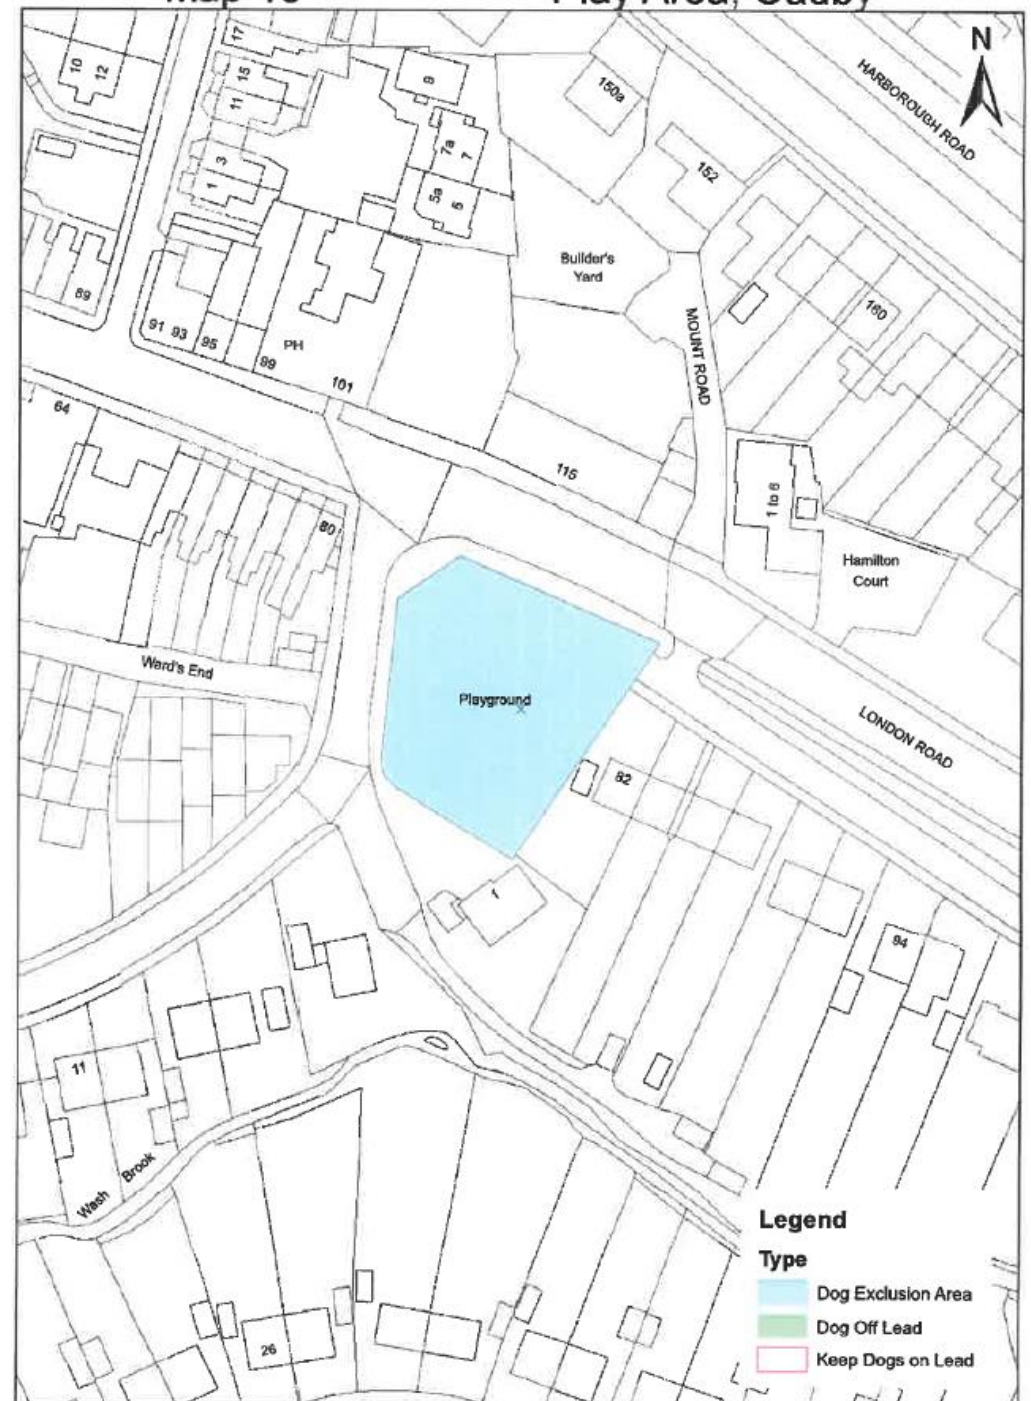 Play Area, Oadby
N
HARBOROUGH ROAD
17
15
11
10
12
9
150a
7a
7
3
1
152
5a
5
Builder's
Yard
89
160
MOUNT ROAD
91
93
95
99
PH
101
64
115
80
1 to 6
Hamilton
Court
Ward's End
Playground
LONDON ROAD
82
1
94
11
Wash
Brook
26
Legend
Type
Dog Exclusion Area
Dog Off Lead
Keep Dogs on Lead